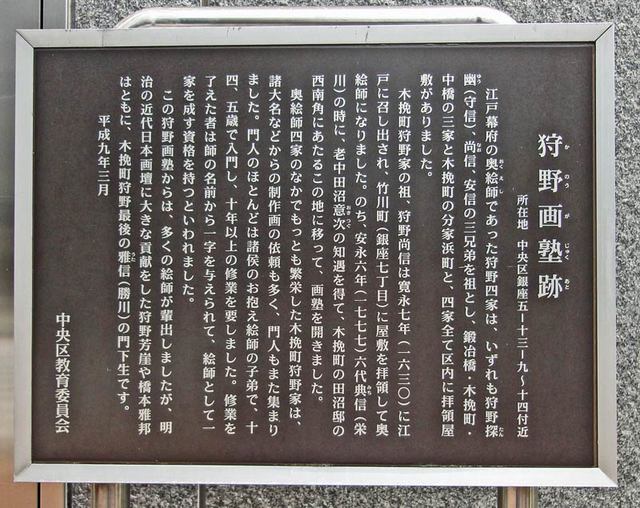 狩野画塾跡
かのうがじゅくあと
所在地　中央区銀座五ー十三ー九～十四付近
江戸幕府の奥絵師であった狩野四家は、いずれも狩野探
幽(守信)、尚信、安信の三兄弟を祖とし、鍛冶橋・木挽町・
中橋の三家と木挽町の分家浜町と、四家全て区内に拝領屋
敷がありました。
木挽町狩野家の祖、狩野尚信は寛永七年(一六三〇)に江
戸に召し出され、竹川町(銀座七丁目)に屋敷を拝領して奥
絵師になりました。のち、安永六年(一七七七)六代典信(栄
川)の時に、老中田沼意次の知遇を得て、木挽町の田沼邸の
西南角にあたるこの地に移って、画塾を開きました。
奥絵師四家のなかでもっとも繁栄した木挽町狩野家は、
諸大名などからの制作画の依頼も多く、門人もまた集まり
ました。門人のほとんどは諸侯のお抱え絵師の子弟で、十
四、五歳で入門し、十年以上の修業を要しました。修業を
了えた者は師の名前から一字を与えられて、絵師として一
家を成す資格を持つといわれました。
この狩野画塾からは、多くの絵師が輩出しましたが、明
治の近代日本画壇に大きな貢献をした狩野芳崖や橋本雅邦
はともに、木挽町狩野最後の雅信(勝川)の門下生です。
平成九年三月
中央区教育委員会